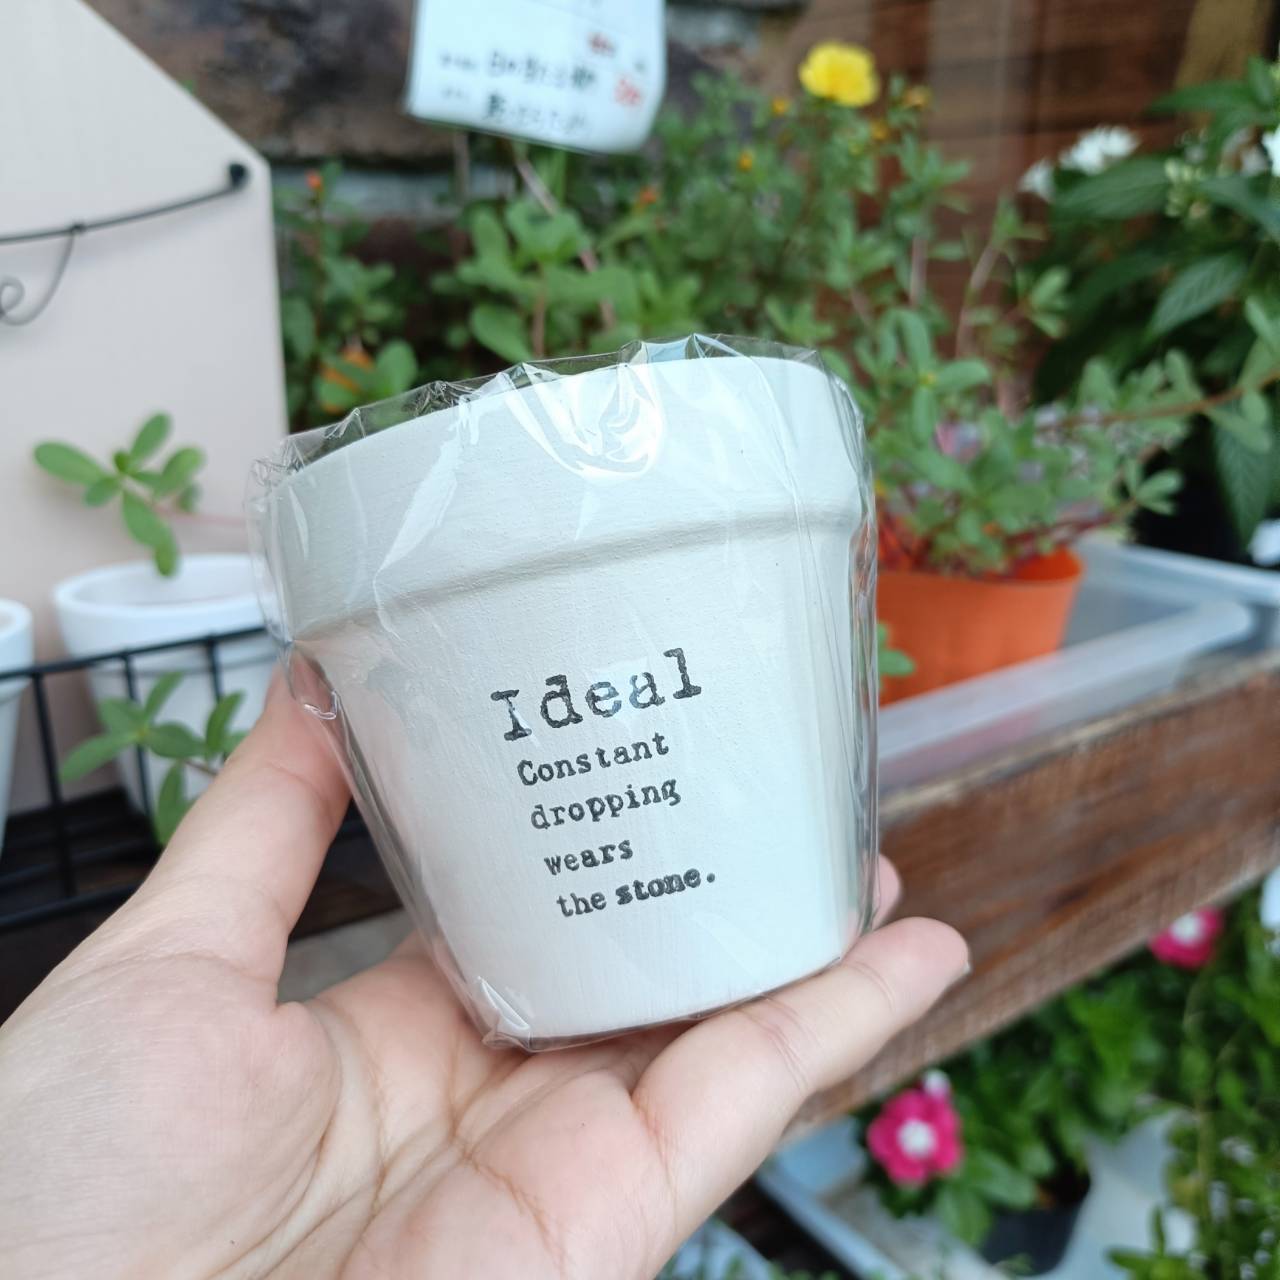 Ideal
Constant
dropping
wears
the stone.